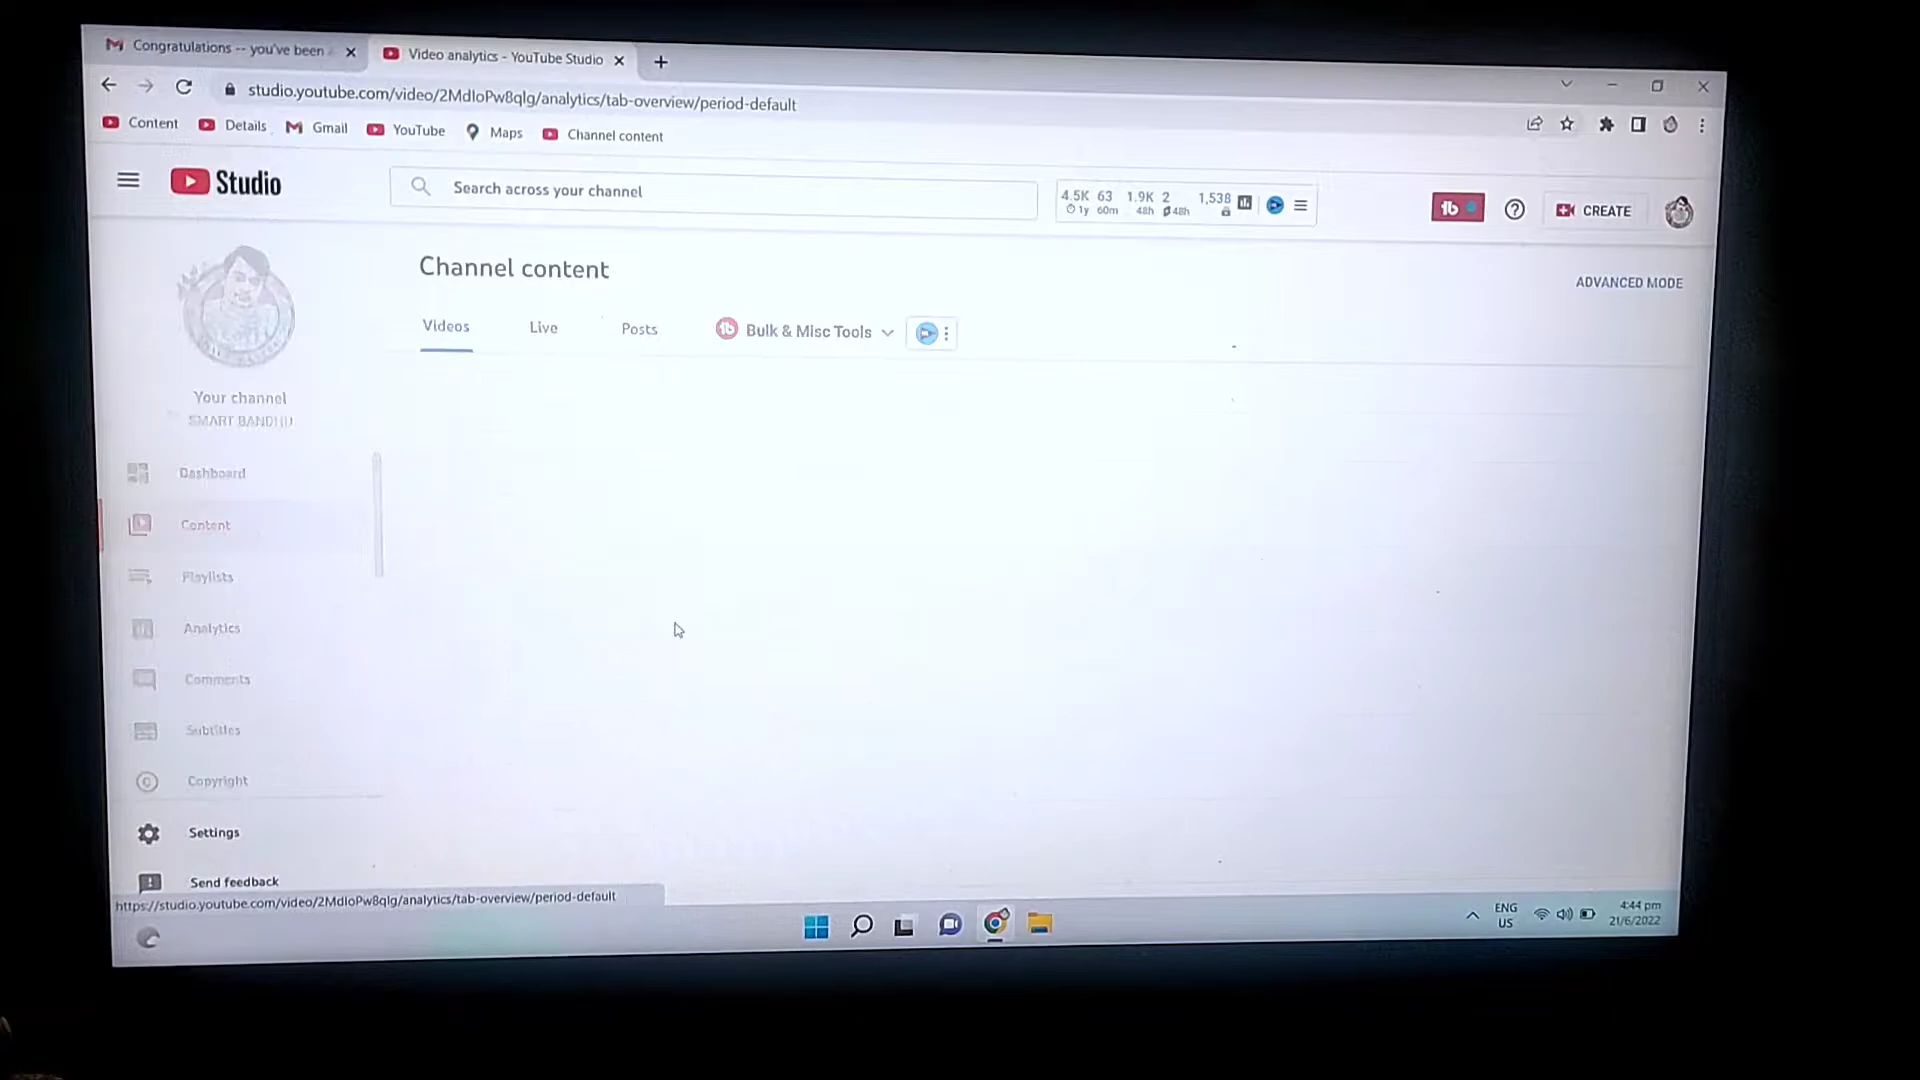 Congratulations -- you've been
Video analytics - YouTube Studio
studio.youtube.com/video/2MdloPw8qlg/analytics/tab-overview/period-default
Content Details Gmail YouTube Maps Channel content
Studio
Search across your channel
4.5K 63 1.9K 2 1,538
1y 60m 48h 48h
tb
CREATE
Channel content
ADVANCED MODE
Videos Live Posts Bulk & Misc Tools
Your channel
SMART BANDHU
Dashboard
Content
Playlists
Analytics
Comments
Subtitles
Copyright
Settings
Send feedback
https://studio.youtube.com/video/2MdloPw8qlg/analytics/tab-overview/period-default
ENG
US
4:44 pm
21/6/2022